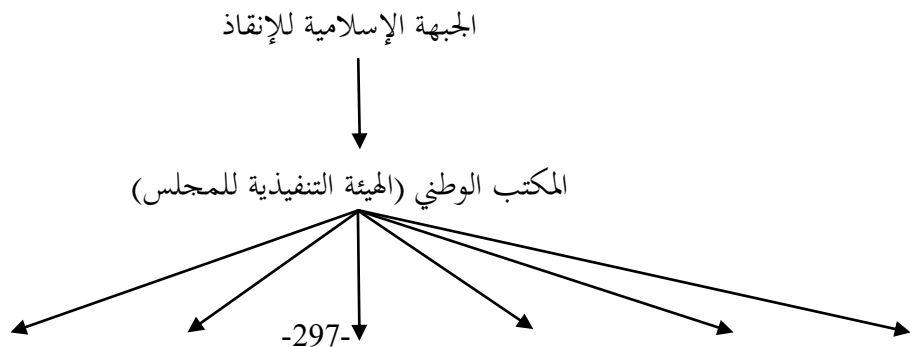 الجبهة الإسلامية للإنقاذ
المكتب الوطني (الهيئة التنفيذية للمجلس)
-297-